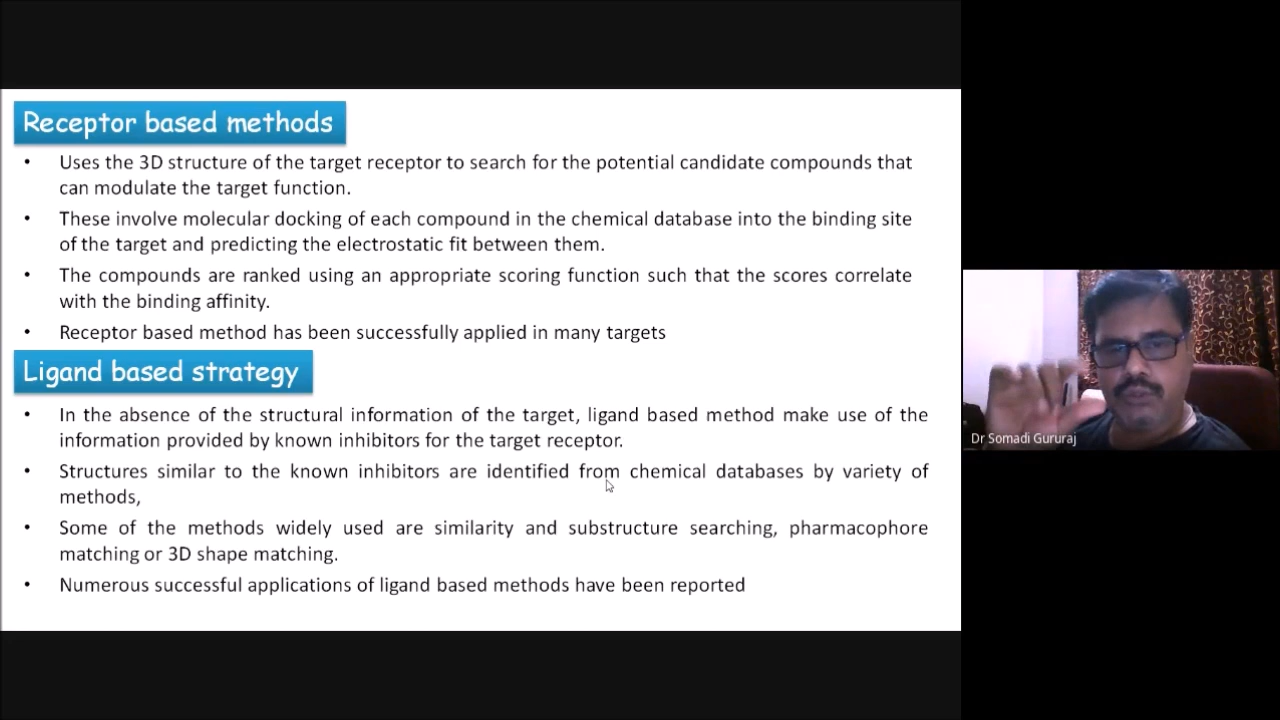 Receptor based methods
• Uses the 3D structure of the target receptor to search for the potential candidate compounds that
can modulate the target function.
• These involve molecular docking of each compound in the chemical database into the binding site
of the target and predicting the electrostatic fit between them.
• The compounds are ranked using an appropriate scoring function such that the scores correlate
with the binding affinity.
• Receptor based method has been successfully applied in many targets
Ligand based strategy
• In the absence of the structural information of the target, ligand based method make use of the
information provided by known inhibitors for the target receptor.
• Structures similar to the known inhibitors are identified from chemical databases by variety of
methods,
• Some of the methods widely used are similarity and substructure searching, pharmacophore
matching or 3D shape matching.
• Numerous successful applications of ligand based methods have been reported
Dr Somadi Gururaj